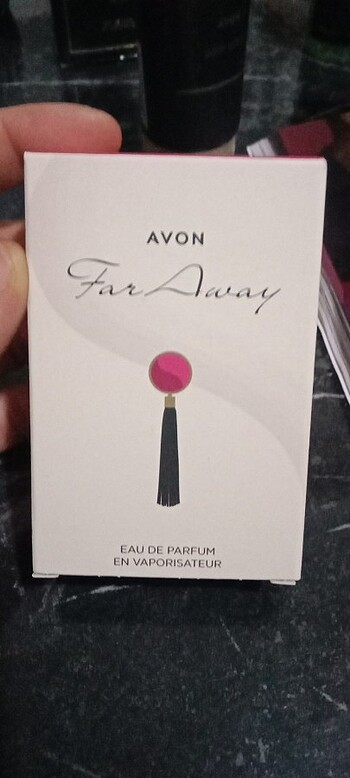 AVON
Far Away
EAU DE PARFUM
EN VAPORISATEUR